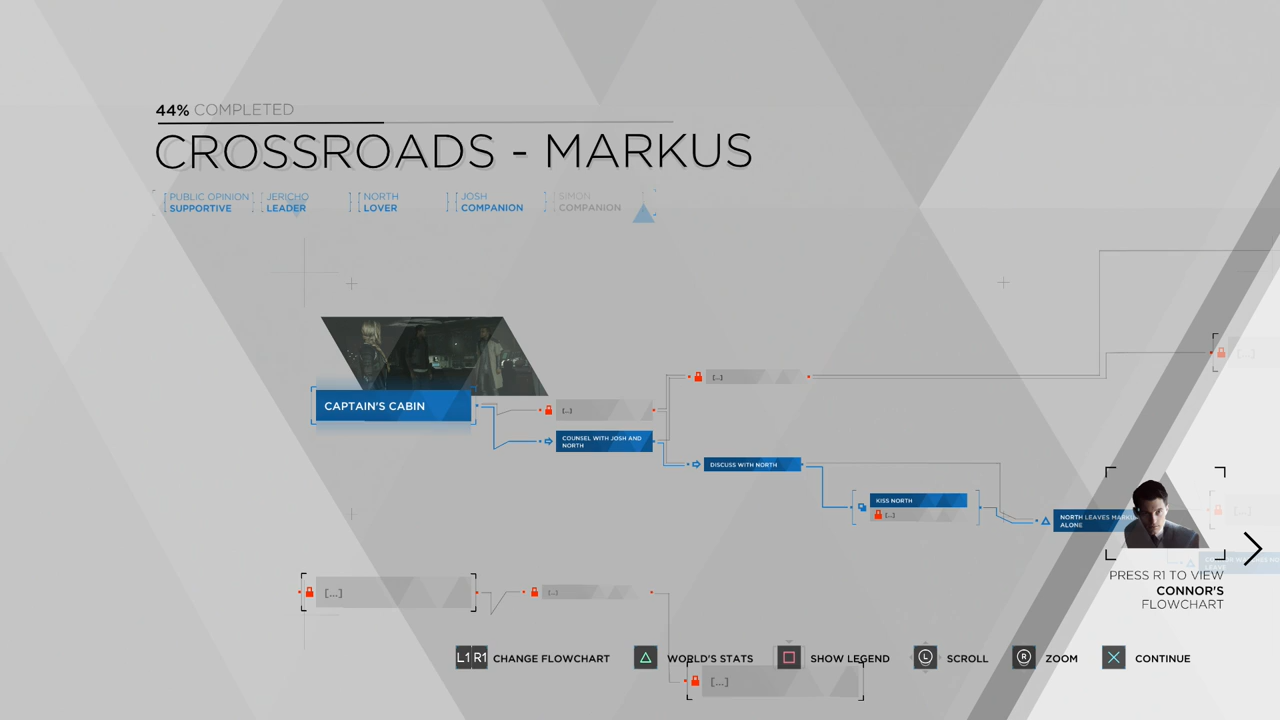 44% COMPLETED
CROSSROADS - MARKUS
PUBLIC OPINION JERICHO NORTH JOSH SIMON
SUPPORTIVE LEADER LOVER COMPANION COMPANION
[...]
[...]
CAPTAIN'S CABIN
[...]
COUNSEL WITH JOSH AND
NORTH
DISCUSS WITH NORTH
KISS NORTH
[...]
[...]
NORTH LEAVES MARKUS
ALONE
PRESS R1 TO VIEW
CONNOR'S
FLOWCHART
[...]
[...]
L1 R1 CHANGE FLOWCHART WORLD'S STATS SHOW LEGEND L SCROLL R ZOOM CONTINUE
[...]